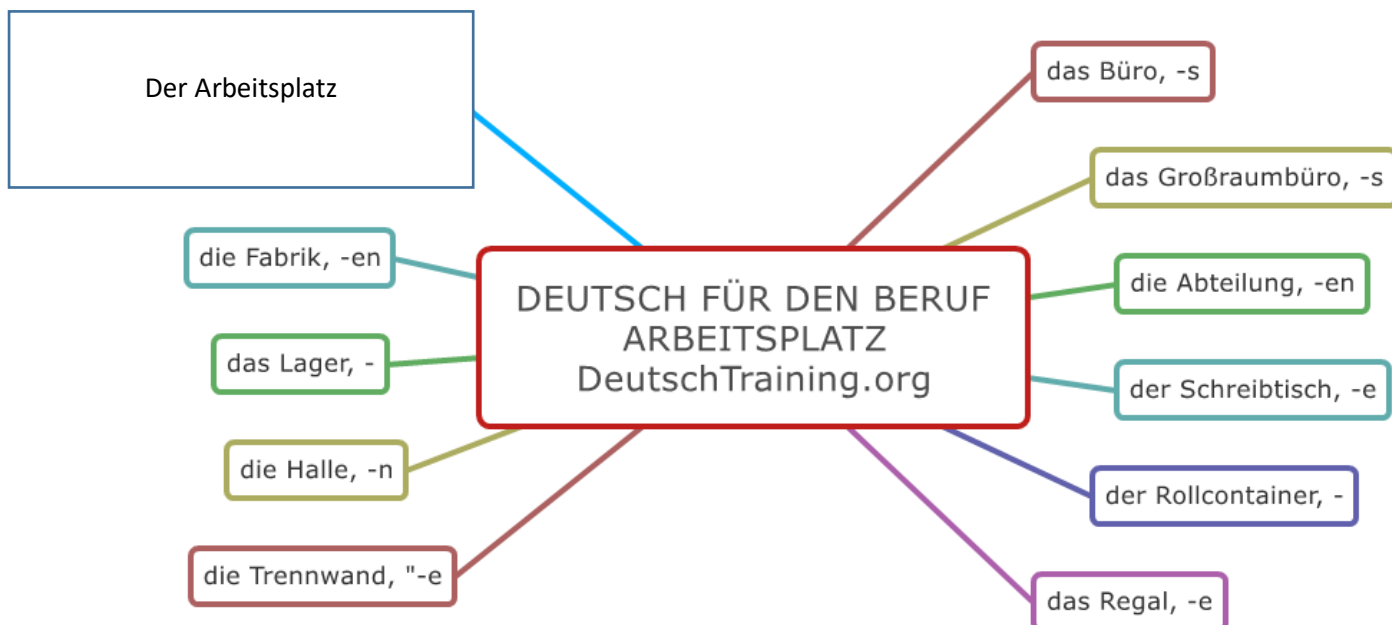 Der Arbeitsplatz
das Büro, -s
das Großraumbüro, -s
die Fabrik, -en
die Abteilung, -en
DEUTSCH FÜR DEN BERUF
ARBEITSPLATZ
DeutschTraining.org
das Lager, -
der Schreibtisch, -e
die Halle, -n
der Rollcontainer, -
die Trennwand, "-e
das Regal, -e